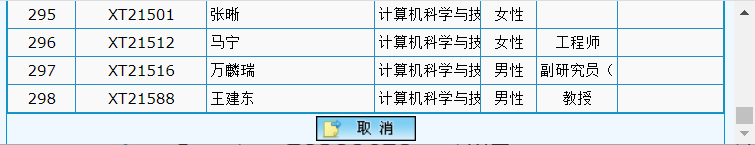 295 XT21501 张晰 计算机科学与技 女性
296 XT21512 马宁 计算机科学与技 女性 工程师
297 XT21516 万麟瑞 计算机科学与技 男性 副研究员（
298 XT21588 王建东 计算机科学与技 男性 教授
取 消